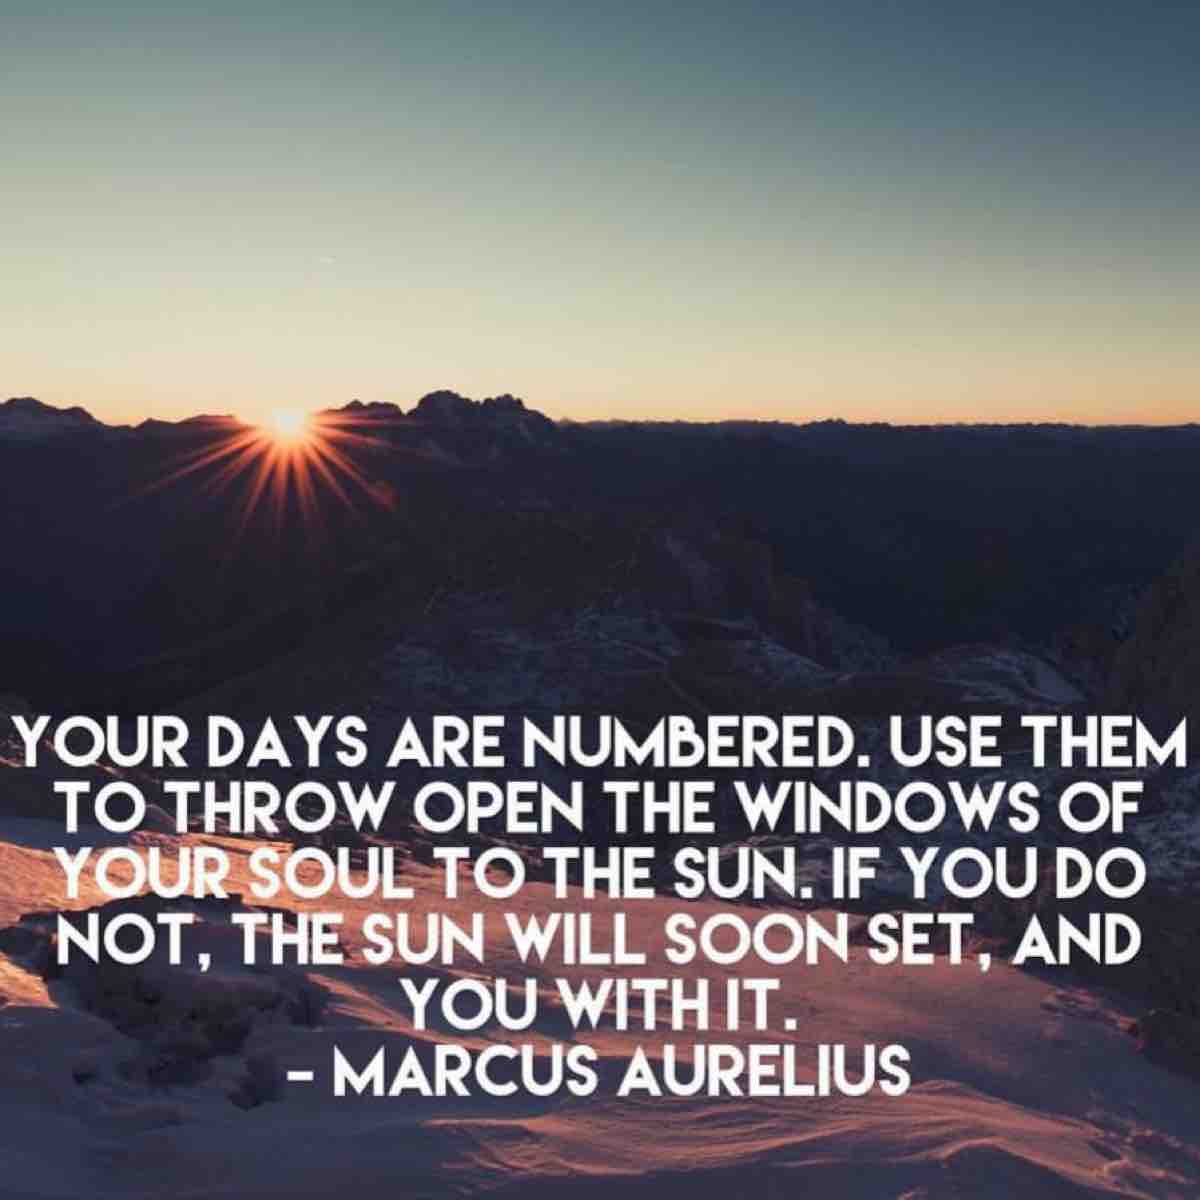 YOUR DAYS ARE NUMBERED. USE THEM
TO THROW OPEN THE WINDOWS OF
YOUR SOUL TO THE SUN. IF YOU DO
NOT, THE SUN WILL SOON SET, AND
YOU WITH IT.
- MARCUS AURELIUS